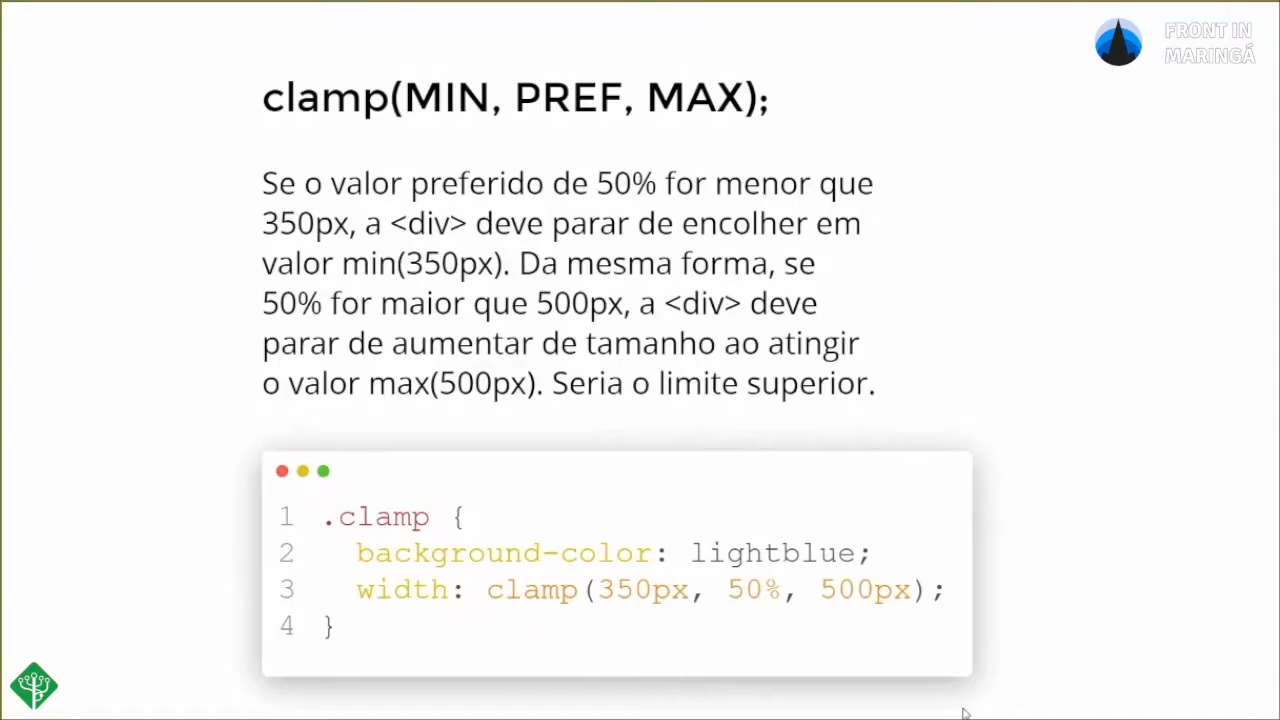 FRONT IN
MARINGÁ
clamp(MIN, PREF, MAX);
Se o valor preferido de 50% for menor que
350px, a <div> deve parar de encolher em
valor min(350px). Da mesma forma, se
50% for maior que 500px, a <div> deve
parar de aumentar de tamanho ao atingir
o valor max(500px). Seria o limite superior.
1 .clamp {
2   background-color: lightblue;
3   width: clamp(350px, 50%, 500px);
4 }